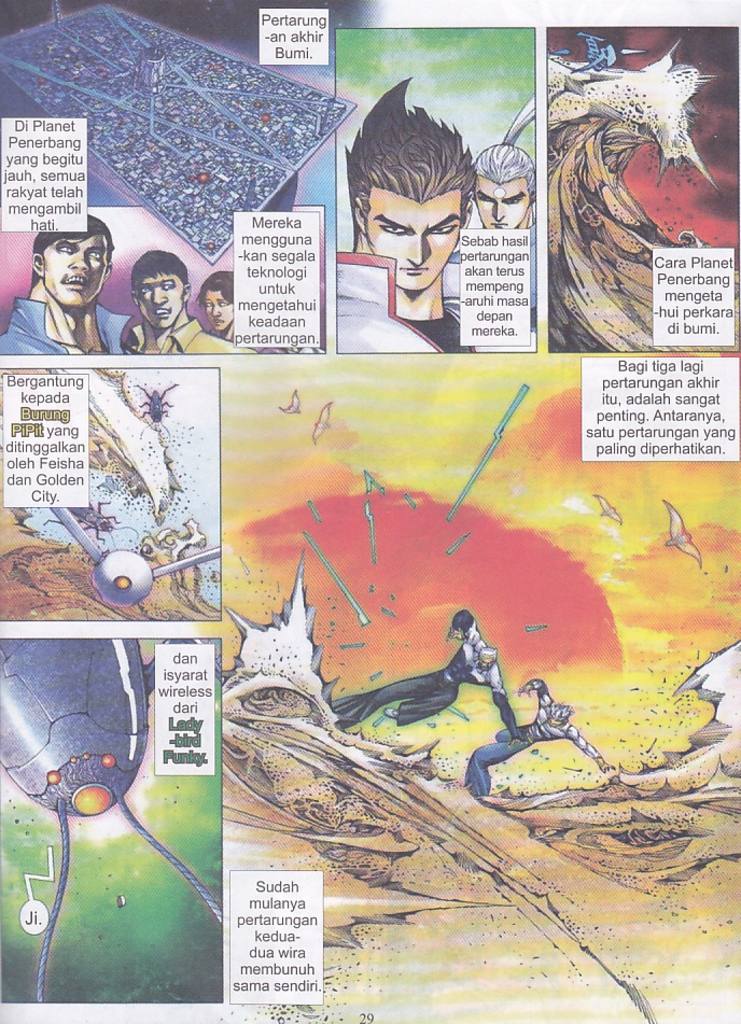 Pertarung
-an akhir
Bumi.
Di Planet
Penerbang
yang begitu
jauh, semua
rakyat telah
mengambil
hati.
Mereka
mengguna
-kan segala
teknologi
untuk
mengetahui
keadaan
pertarungan.
Sebab hasil
pertarungan
akan terus
mempeng
-aruhi masa
depan
mereka.
Cara Planet
Penerbang
mengeta
-hui perkara
di bumi.
Bergantung
kepada
Burung
PiPit yang
ditinggalkan
oleh Feisha
dan Golden
City.
Bagi tiga lagi
pertarungan akhir
itu, adalah sangat
penting. Antaranya,
satu pertarungan yang
paling diperhatikan.
dan
isyarat
wireless
dari
Lady
-bird
Funky.
Ji.
Sudah
mulanya
pertarungan
kedua-
dua wira
membunuh
sama sendiri.
29